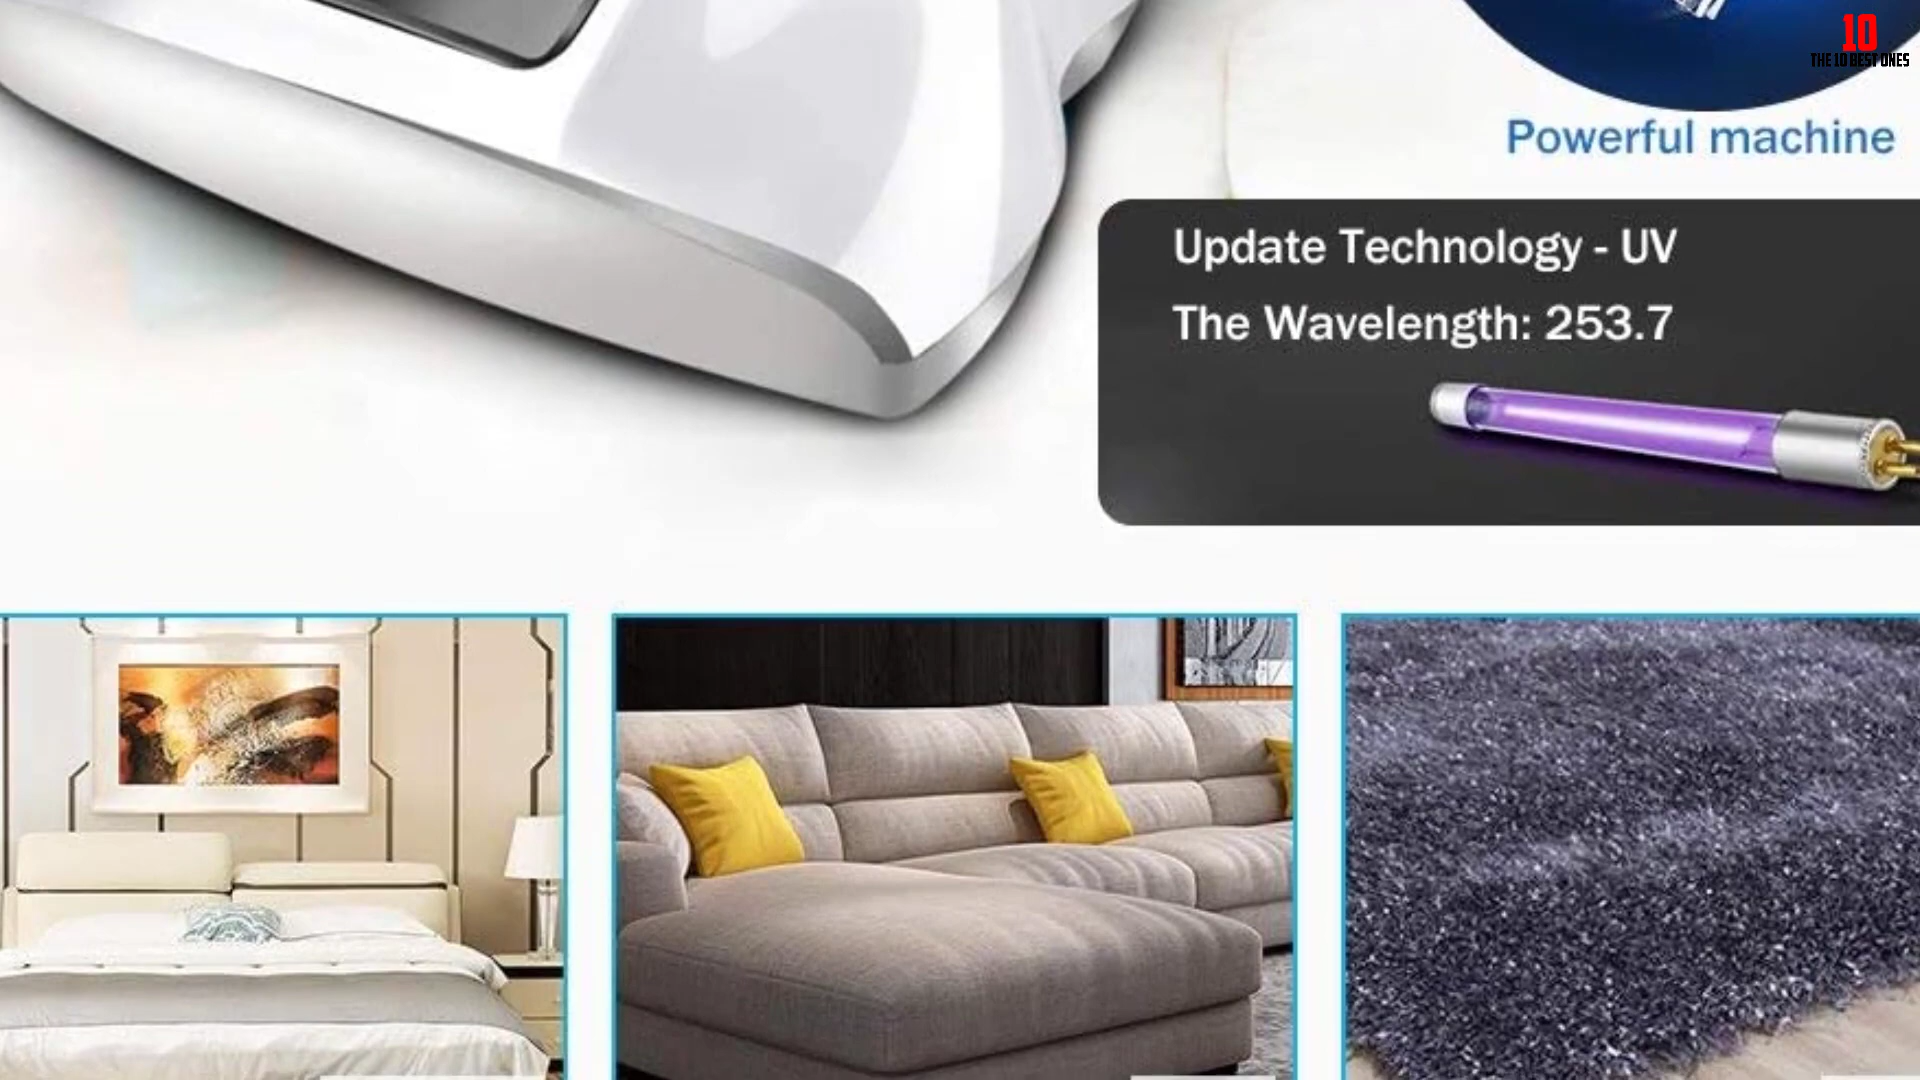 10
THE 10 BEST ONES
Powerful machine
Update Technology - UV
The Wavelength: 253.7